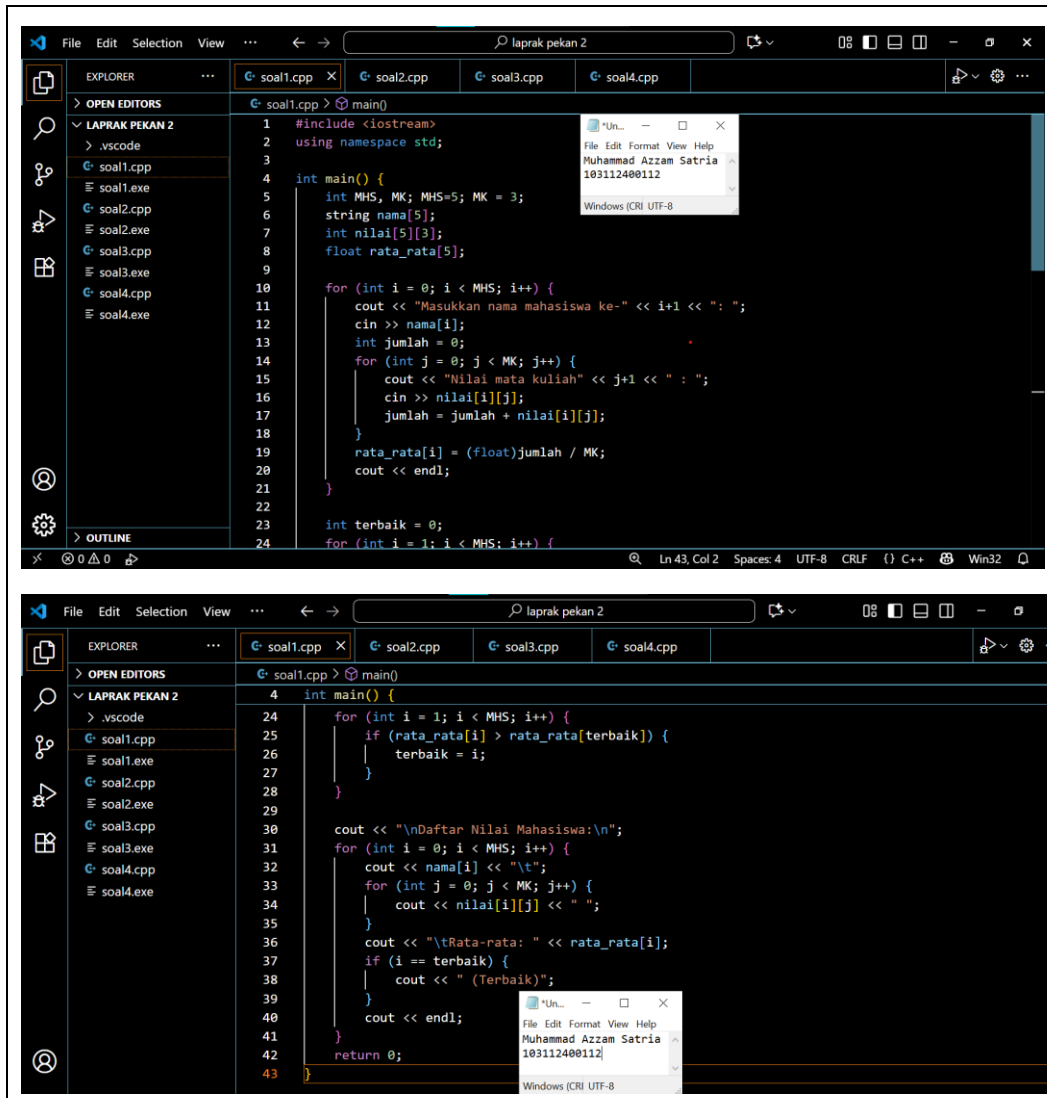 File Edit Selection View ... laprak pekan 2
EXPLORER ... soal1.cpp soal2.cpp soal3.cpp soal4.cpp
OPEN EDITORS
LAPRAK PEKAN 2
.vscode
soal1.cpp
soal1.exe
soal2.cpp
soal2.exe
soal3.cpp
soal3.exe
soal4.cpp
soal4.exe
OUTLINE
soal1.cpp > main()
1 #include <iostream>
2 using namespace std;
3
4 int main() {
5 int MHS, MK; MHS=5; MK = 3;
6 string nama[5];
7 int nilai[5][3];
8 float rata_rata[5];
9
10 for (int i = 0; i < MHS; i++) {
11 cout << "Masukkan nama mahasiswa ke-" << i+1 << ": ";
12 cin >> nama[i];
13 int jumlah = 0;
14 for (int j = 0; j < MK; j++) {
15 cout << "Nilai mata kuliah" << j+1 << " : ";
16 cin >> nilai[i][j];
17 jumlah = jumlah + nilai[i][j];
18 }
19 rata_rata[i] = (float)jumlah / MK;
20 cout << endl;
21 }
22
23 int terbaik = 0;
24 for (int i = 1; i < MHS; i++) {
*Un...
File Edit Format View Help
Muhammad Azzam Satria
103112400112
Windows (CRI UTF-8
0 0 0 Ln 43, Col 2 Spaces: 4 UTF-8 CRLF {} C++ Win32
File Edit Selection View ... laprak pekan 2
EXPLORER ... soal1.cpp soal2.cpp soal3.cpp soal4.cpp
OPEN EDITORS
LAPRAK PEKAN 2
.vscode
soal1.cpp
soal1.exe
soal2.cpp
soal2.exe
soal3.cpp
soal3.exe
soal4.cpp
soal4.exe
soal1.cpp > main()
4 int main() {
24 for (int i = 1; i < MHS; i++) {
25 if (rata_rata[i] > rata_rata[terbaik]) {
26 terbaik = i;
27 }
28 }
29
30 cout << "\nDaftar Nilai Mahasiswa:\n";
31 for (int i = 0; i < MHS; i++) {
32 cout << nama[i] << "\t";
33 for (int j = 0; j < MK; j++) {
34 cout << nilai[i][j] << " ";
35 }
36 cout << "\tRata-rata: " << rata_rata[i];
37 if (i == terbaik) {
38 cout << " (Terbaik)";
39 }
40 cout << endl;
41 }
42 return 0;
43 }
*Un...
File Edit Format View Help
Muhammad Azzam Satria
103112400112
Windows (CRI UTF-8